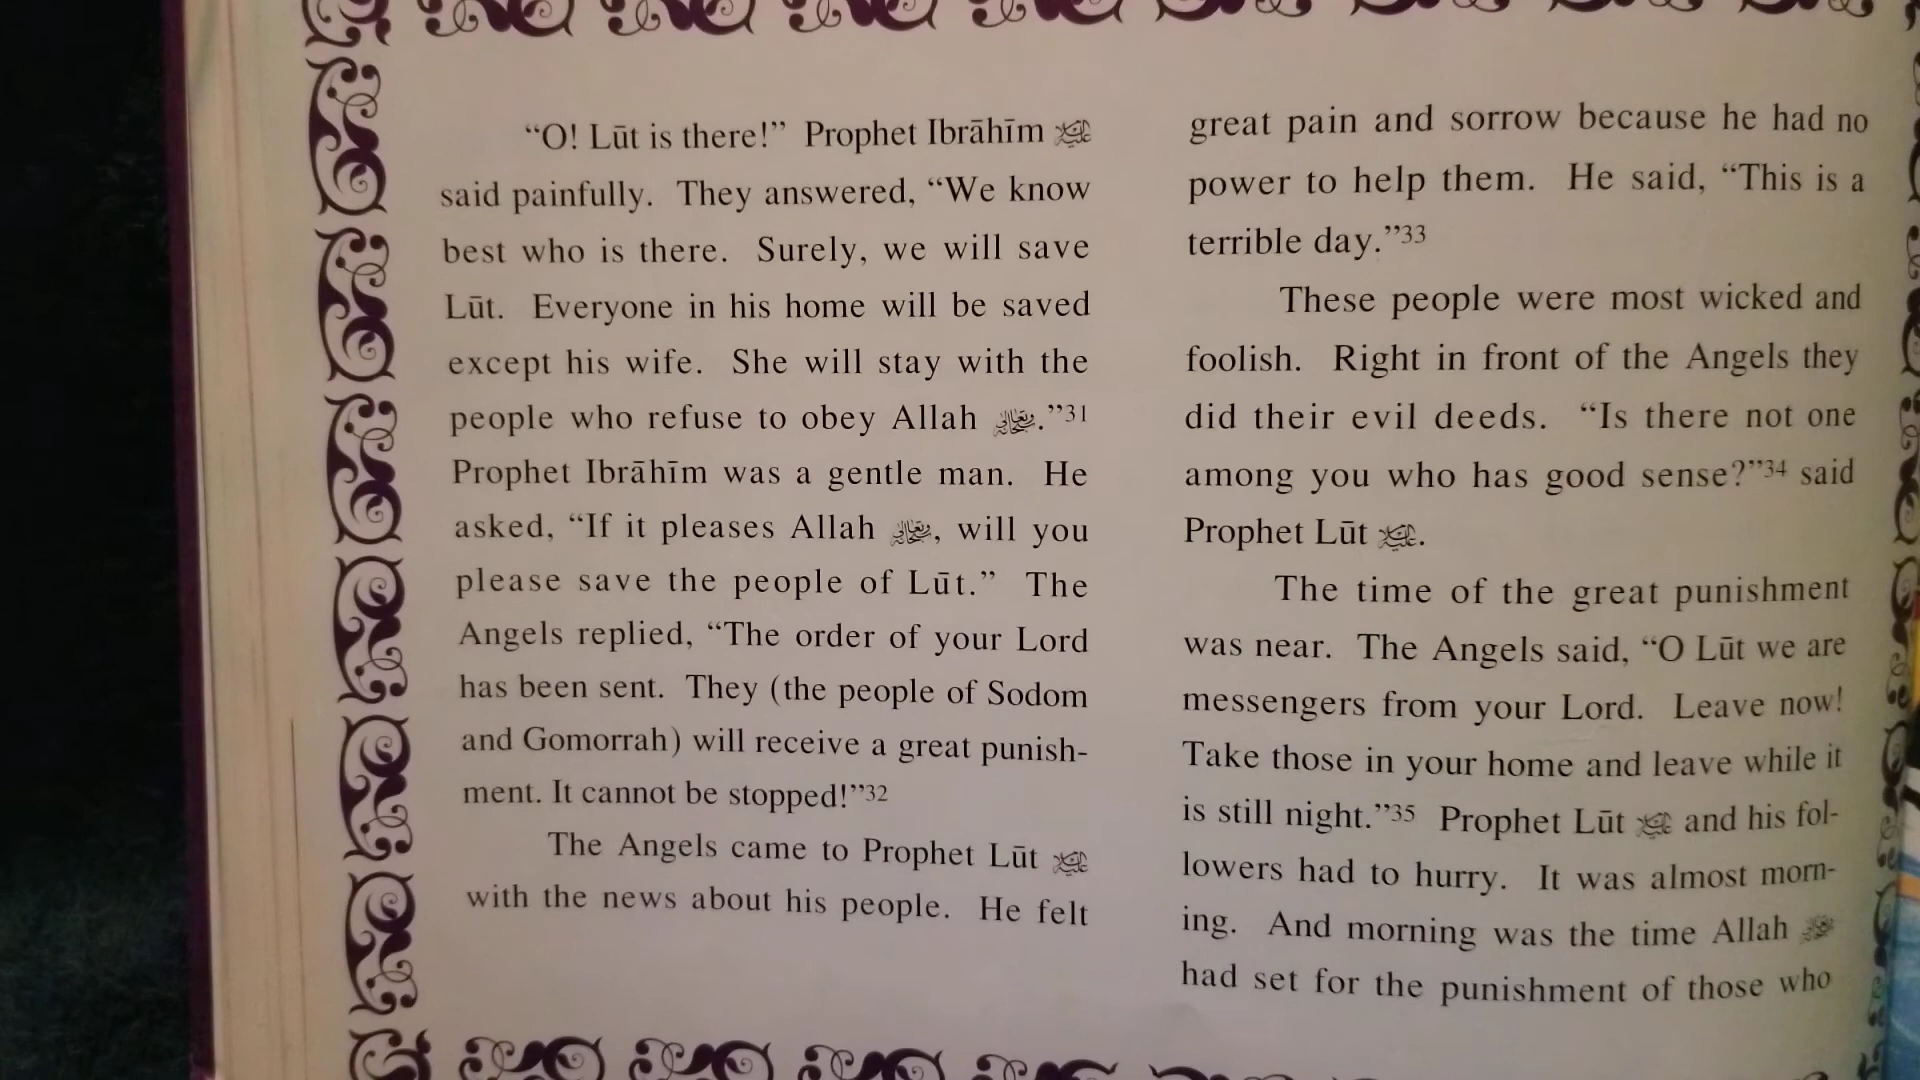 “O! Lūt is there!” Prophet Ibrāhīm
said painfully. They answered, “We know
best who is there. Surely, we will save
Lūt. Everyone in his home will be saved
except his wife. She will stay with the
people who refuse to obey Allah .”31
Prophet Ibrāhīm was a gentle man. He
asked, “If it pleases Allah , will you
please save the people of Lūt.” The
Angels replied, “The order of your Lord
has been sent. They (the people of Sodom
and Gomorrah) will receive a great punish-
ment. It cannot be stopped!”32
The Angels came to Prophet Lūt
with the news about his people. He felt
great pain and sorrow because he had no
power to help them. He said, “This is a
terrible day.”33
These people were most wicked and
foolish. Right in front of the Angels they
did their evil deeds. “Is there not one
among you who has good sense?”34 said
Prophet Lūt .
The time of the great punishment
was near. The Angels said, “O Lūt we are
messengers from your Lord. Leave now!
Take those in your home and leave while it
is still night.”35 Prophet Lūt and his fol-
lowers had to hurry. It was almost morn-
ing. And morning was the time Allah
had set for the punishment of those who